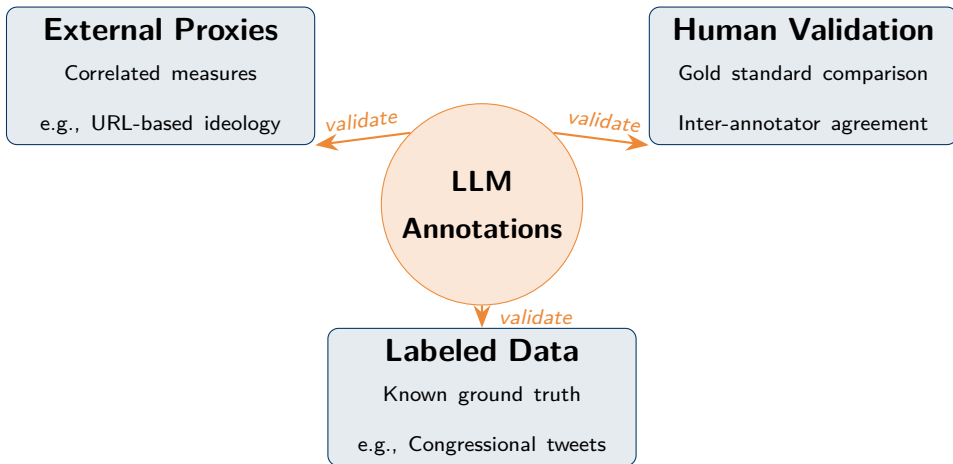 External Proxies
Correlated measures
e.g., URL-based ideology
Human Validation
Gold standard comparison
Inter-annotator agreement
validate
validate
LLM
Annotations
validate
Labeled Data
Known ground truth
e.g., Congressional tweets